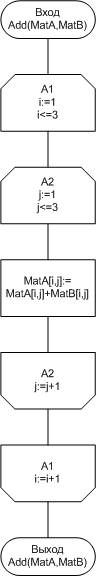 Вход
Add(MatA,MatB)
A1
i:=1
i<=3
A2
j:=1
j<=3
MatA[i,j]:=
MatA[i,j]+MatB[i,j]
A2
j:=j+1
A1
i:=i+1
Выход
Add(MatA,MatB)